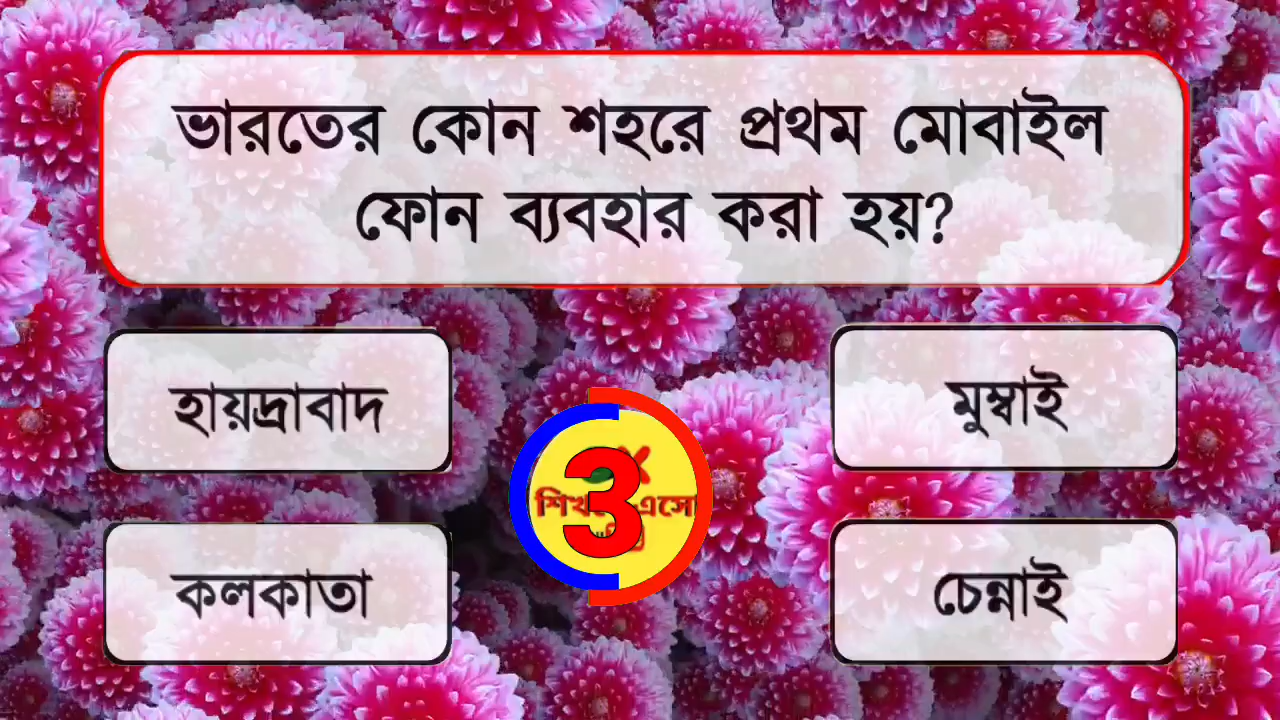 ভারতের কোন শহরে প্রথম মোবাইল
ফোন ব্যবহার করা হয়?
হায়দ্রাবাদ
মুম্বাই
3
কলকাতা
চেন্নাই